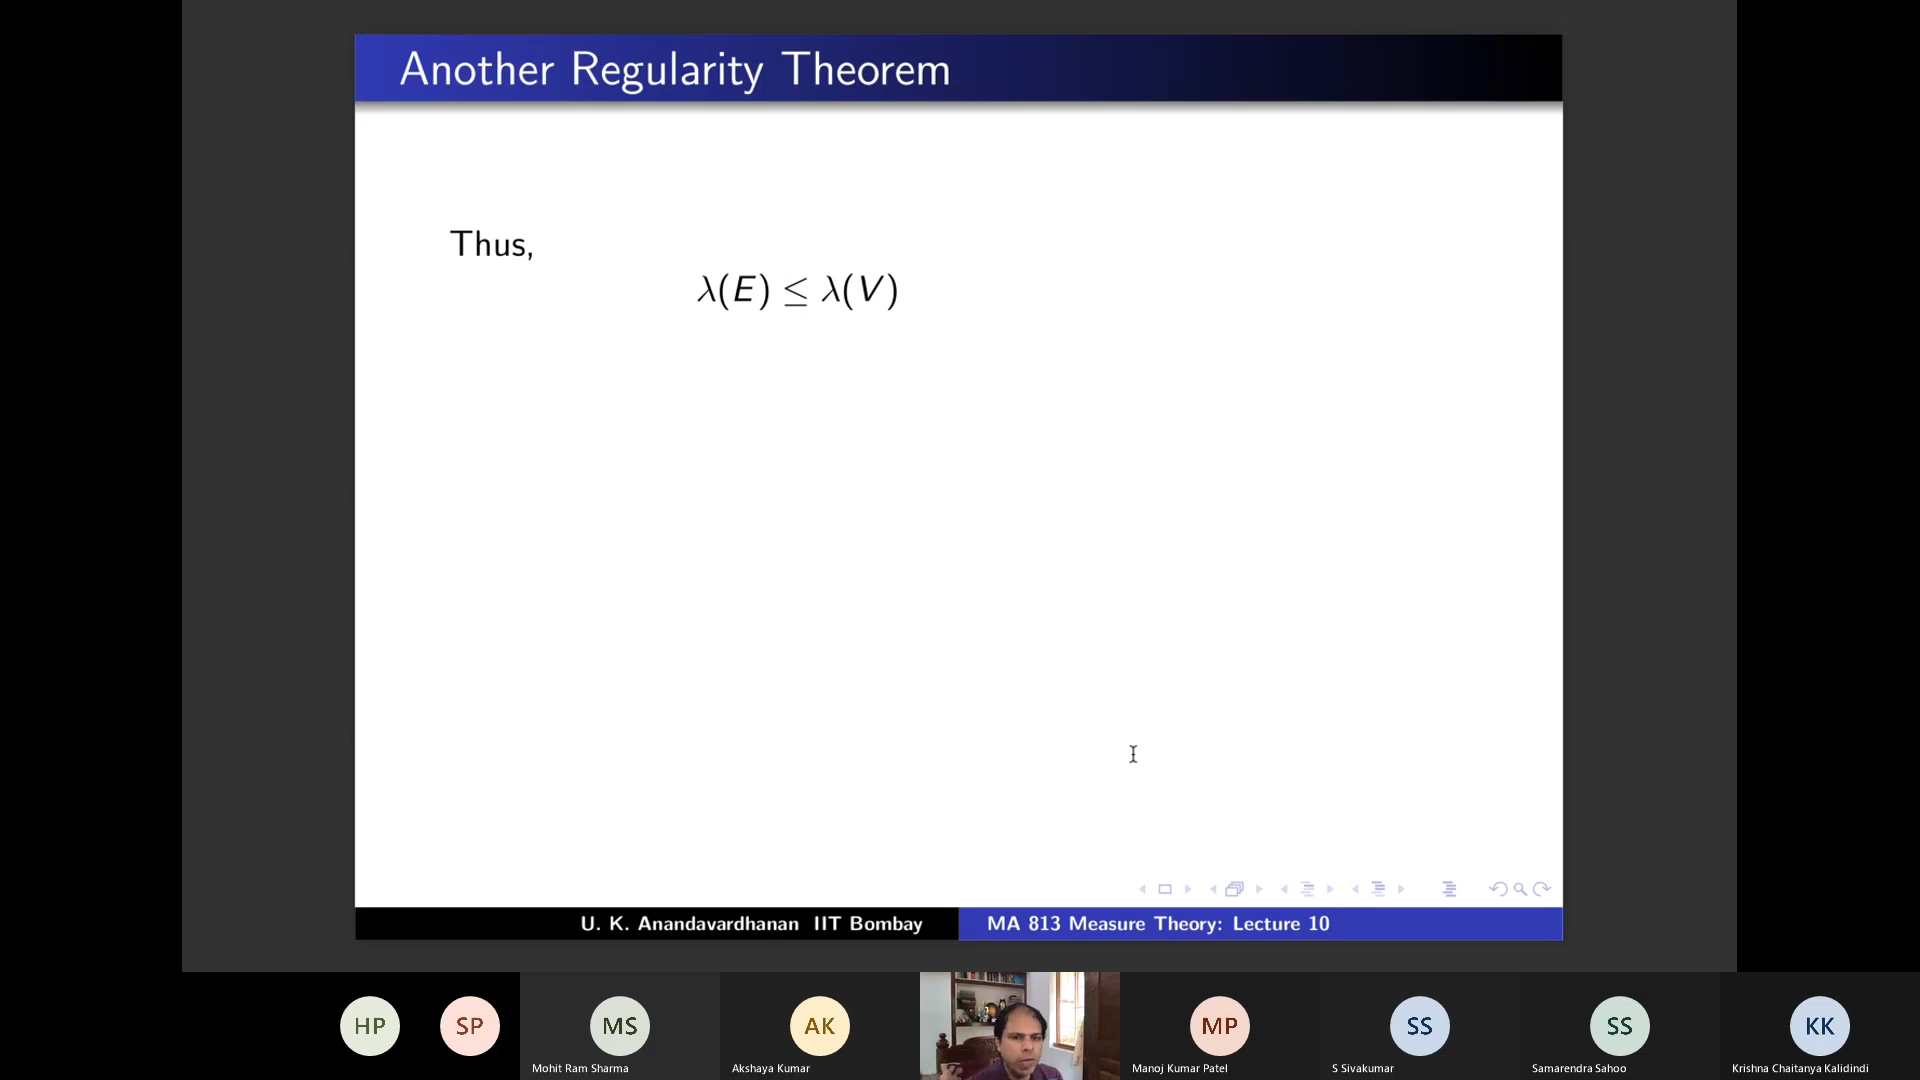 Another Regularity Theorem
Thus,
λ(E) ≤ λ(V)
U. K. Anandavardhanan IIT Bombay
MA 813 Measure Theory: Lecture 10
HP
SP
MS
AK
MP
SS
SS
KK
Mohit Ram Sharma
Akshaya Kumar
Manoj Kumar Patel
S Sivakumar
Samarendra Sahoo
Krishna Chaitanya Kalidindi